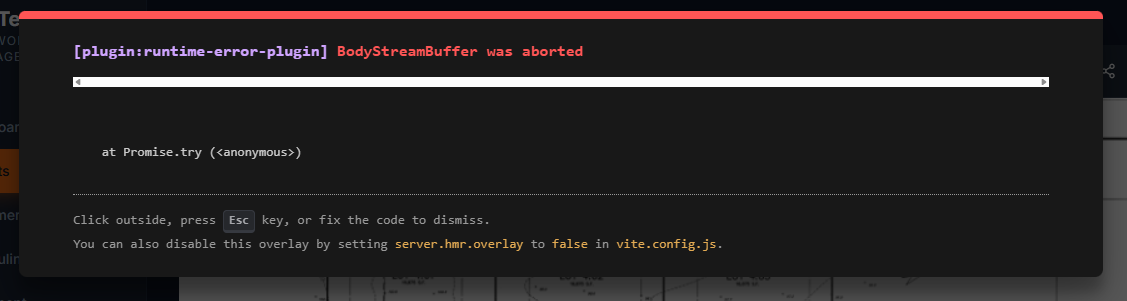 Te
[plugin:runtime-error-plugin] BodyStreamBuffer was aborted
at Promise.try (<anonymous>)
Click outside, press Esc key, or fix the code to dismiss.
You can also disable this overlay by setting server.hmr.overlay to false in vite.config.js.